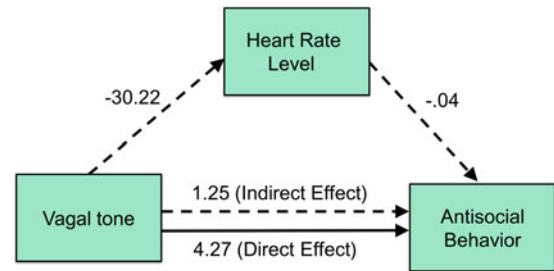 Heart Rate
Level
-30.22
-.04
1.25 (Indirect Effect)
Vagal tone
4.27 (Direct Effect)
Antisocial
Behavior